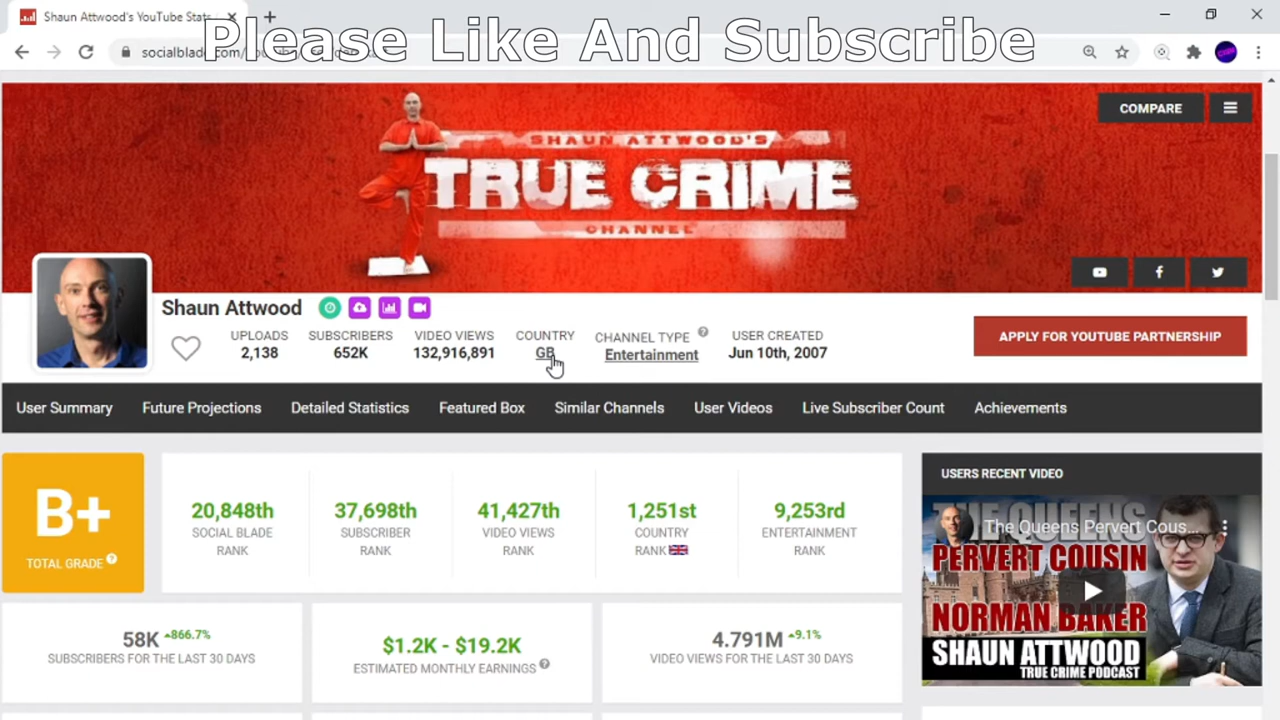 Shaun Attwood's YouTube Stats
Please Like And Subscribe
COMPARE
SHAUN ATTWOOD'S
TRUE CRIME
CHANNEL
Shaun Attwood
UPLOADS
2,138
SUBSCRIBERS
652K
VIDEO VIEWS
132,916,891
COUNTRY
GB
CHANNEL TYPE
Entertainment
USER CREATED
Jun 10th, 2007
APPLY FOR YOUTUBE PARTNERSHIP
User Summary
Future Projections
Detailed Statistics
Featured Box
Similar Channels
User Videos
Live Subscriber Count
Achievements
B+
TOTAL GRADE
20,848th
SOCIAL BLADE
RANK
37,698th
SUBSCRIBER
RANK
41,427th
VIDEO VIEWS
RANK
1,251st
COUNTRY
RANK
9,253rd
ENTERTAINMENT
RANK
USERS RECENT VIDEO
The Queens Pervert Cous...
THE QUEENS
PERVERT COUSIN
NORMAN BAKER
SHAUN ATTWOOD
TRUE CRIME PODCAST
58K
866.7%
SUBSCRIBERS FOR THE LAST 30 DAYS
$1.2K - $19.2K
ESTIMATED MONTHLY EARNINGS
4.791M
9.1%
VIDEO VIEWS FOR THE LAST 30 DAYS